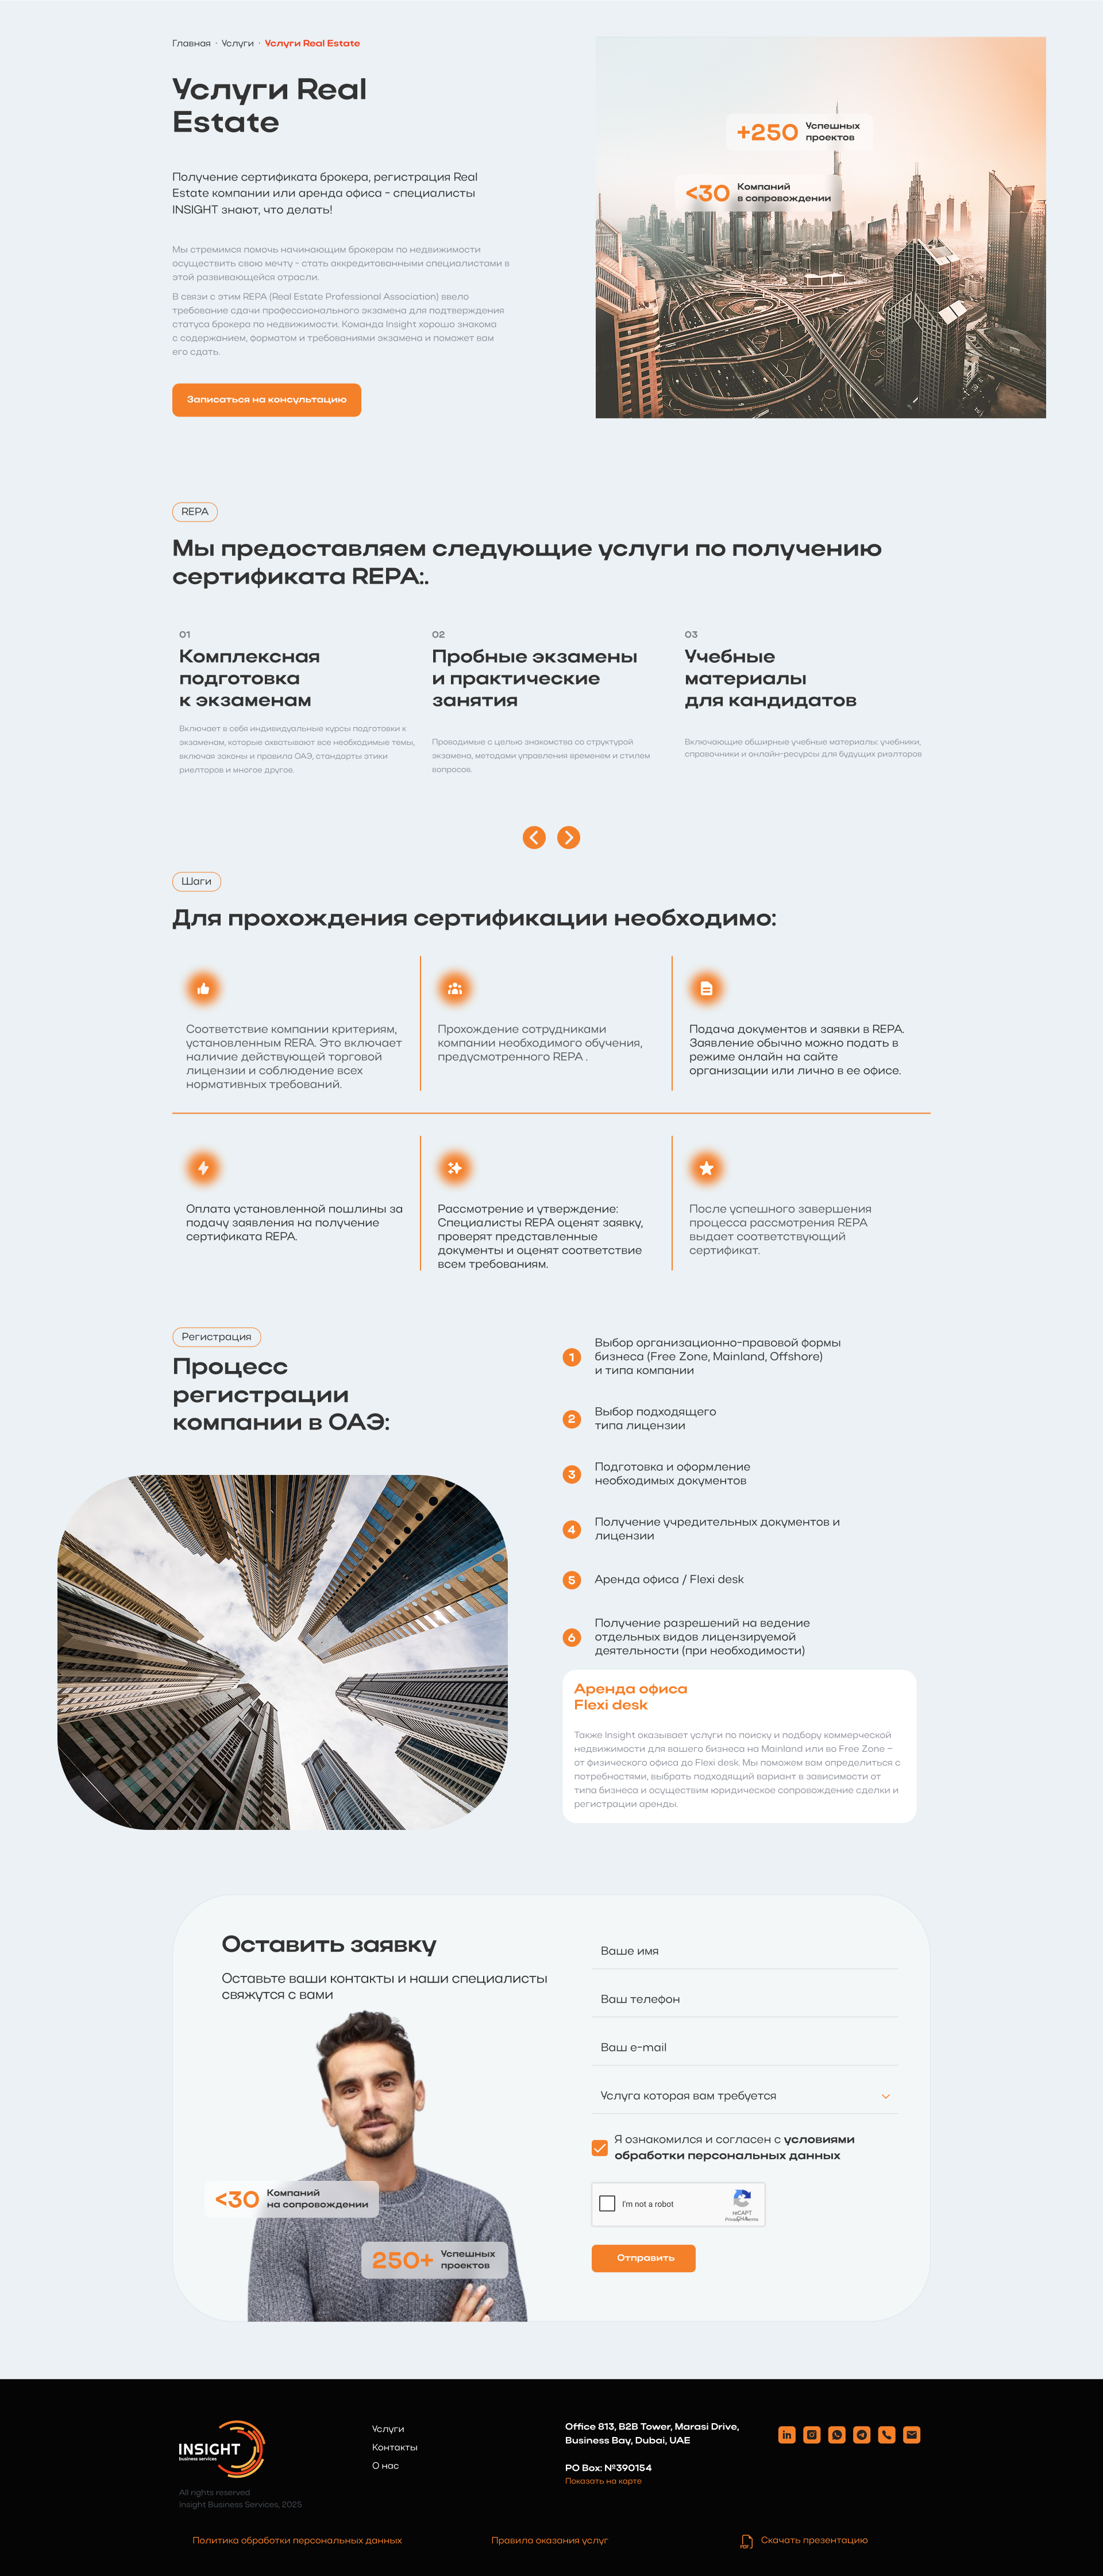 Главная · Услуги · Услуги Real Estate
Услуги Real
Estate
Получение сертификата брокера, регистрация Real
Estate компании или аренда офиса - специалисты
INSIGHT знают, что делать!
Мы стремимся помочь начинающим брокерам по недвижимости
осуществить свою мечту - стать аккредитованными специалистами в
этой развивающейся отрасли.
В связи с этим REPA (Real Estate Professional Association) ввело
требование сдачи профессионального экзамена для подтверждения
статуса брокера по недвижимости. Команда Insight хорошо знакома
с содержанием, форматом и требованиями экзамена и поможет вам
его сдать.
Записаться на консультацию
+250 Успешных
проектов
<30 Компаний
в сопровождении
REPA
Мы предоставляем следующие услуги по получению
сертификата REPA:.
01
Комплексная
подготовка
к экзаменам
Включает в себя индивидуальные курсы подготовки к
экзаменам, которые охватывают все необходимые темы,
включая законы и правила ОАЭ, стандарты этики
риелторов и многое другое.
02
Пробные экзамены
и практические
занятия
Проводимые с целью знакомства со структурой
экзамена, методами управления временем и стилем
вопросов.
03
Учебные
материалы
для кандидатов
Включающие обширные учебные материалы: учебники,
справочники и онлайн-ресурсы для будущих риэлторов
Шаги
Для прохождения сертификации необходимо:
Соответствие компании критериям,
установленным RERA. Это включает
наличие действующей торговой
лицензии и соблюдение всех
нормативных требований.
Прохождение сотрудниками
компании необходимого обучения,
предусмотренного REPA .
Подача документов и заявки в REPA.
Заявление обычно можно подать в
режиме онлайн на сайте
организации или лично в ее офисе.
Оплата установленной пошлины за
подачу заявления на получение
сертификата REPA.
Рассмотрение и утверждение:
Специалисты REPA оценят заявку,
проверят представленные
документы и оценят соответствие
всем требованиям.
После успешного завершения
процесса рассмотрения REPA
выдает соответствующий
сертификат.
Регистрация
Процесс
регистрации
компании в ОАЭ:
1 Выбор организационно-правовой формы
бизнеса (Free Zone, Mainland, Offshore)
и типа компании
2 Выбор подходящего
типа лицензии
3 Подготовка и оформление
необходимых документов
4 Получение учредительных документов и
лицензии
5 Аренда офиса / Flexi desk
6 Получение разрешений на ведение
отдельных видов лицензируемой
деятельности (при необходимости)
Аренда офиса
Flexi desk
Также Insight оказывает услуги по поиску и подбору коммерческой
недвижимости для вашего бизнеса на Mainland или во Free Zone –
от физического офиса до Flexi desk. Мы поможем вам определиться с
потребностями, выбрать подходящий вариант в зависимости от
типа бизнеса и осуществим юридическое сопровождение сделки и
регистрации аренды.
Оставить заявку
Оставьте ваши контакты и наши специалисты
свяжутся с вами
<30 Компаний
на сопровождении
250+ Успешных
проектов
Ваше имя
Ваш телефон
Ваш e-mail
Услуга которая вам требуется
Я ознакомился и согласен с условиями
обработки персональных данных
I'm not a robot
reCAPT
Отправить
INSIGHT
business services
All rights reserved
Insight Business Services, 2025
Услуги
Контакты
О нас
Office 813, B2B Tower, Marasi Drive,
Business Bay, Dubai, UAE
PO Box: №390154
Показать на карте
in
Политика обработки персональных данных
Правила оказания услуг
PDF
Скачать презентацию